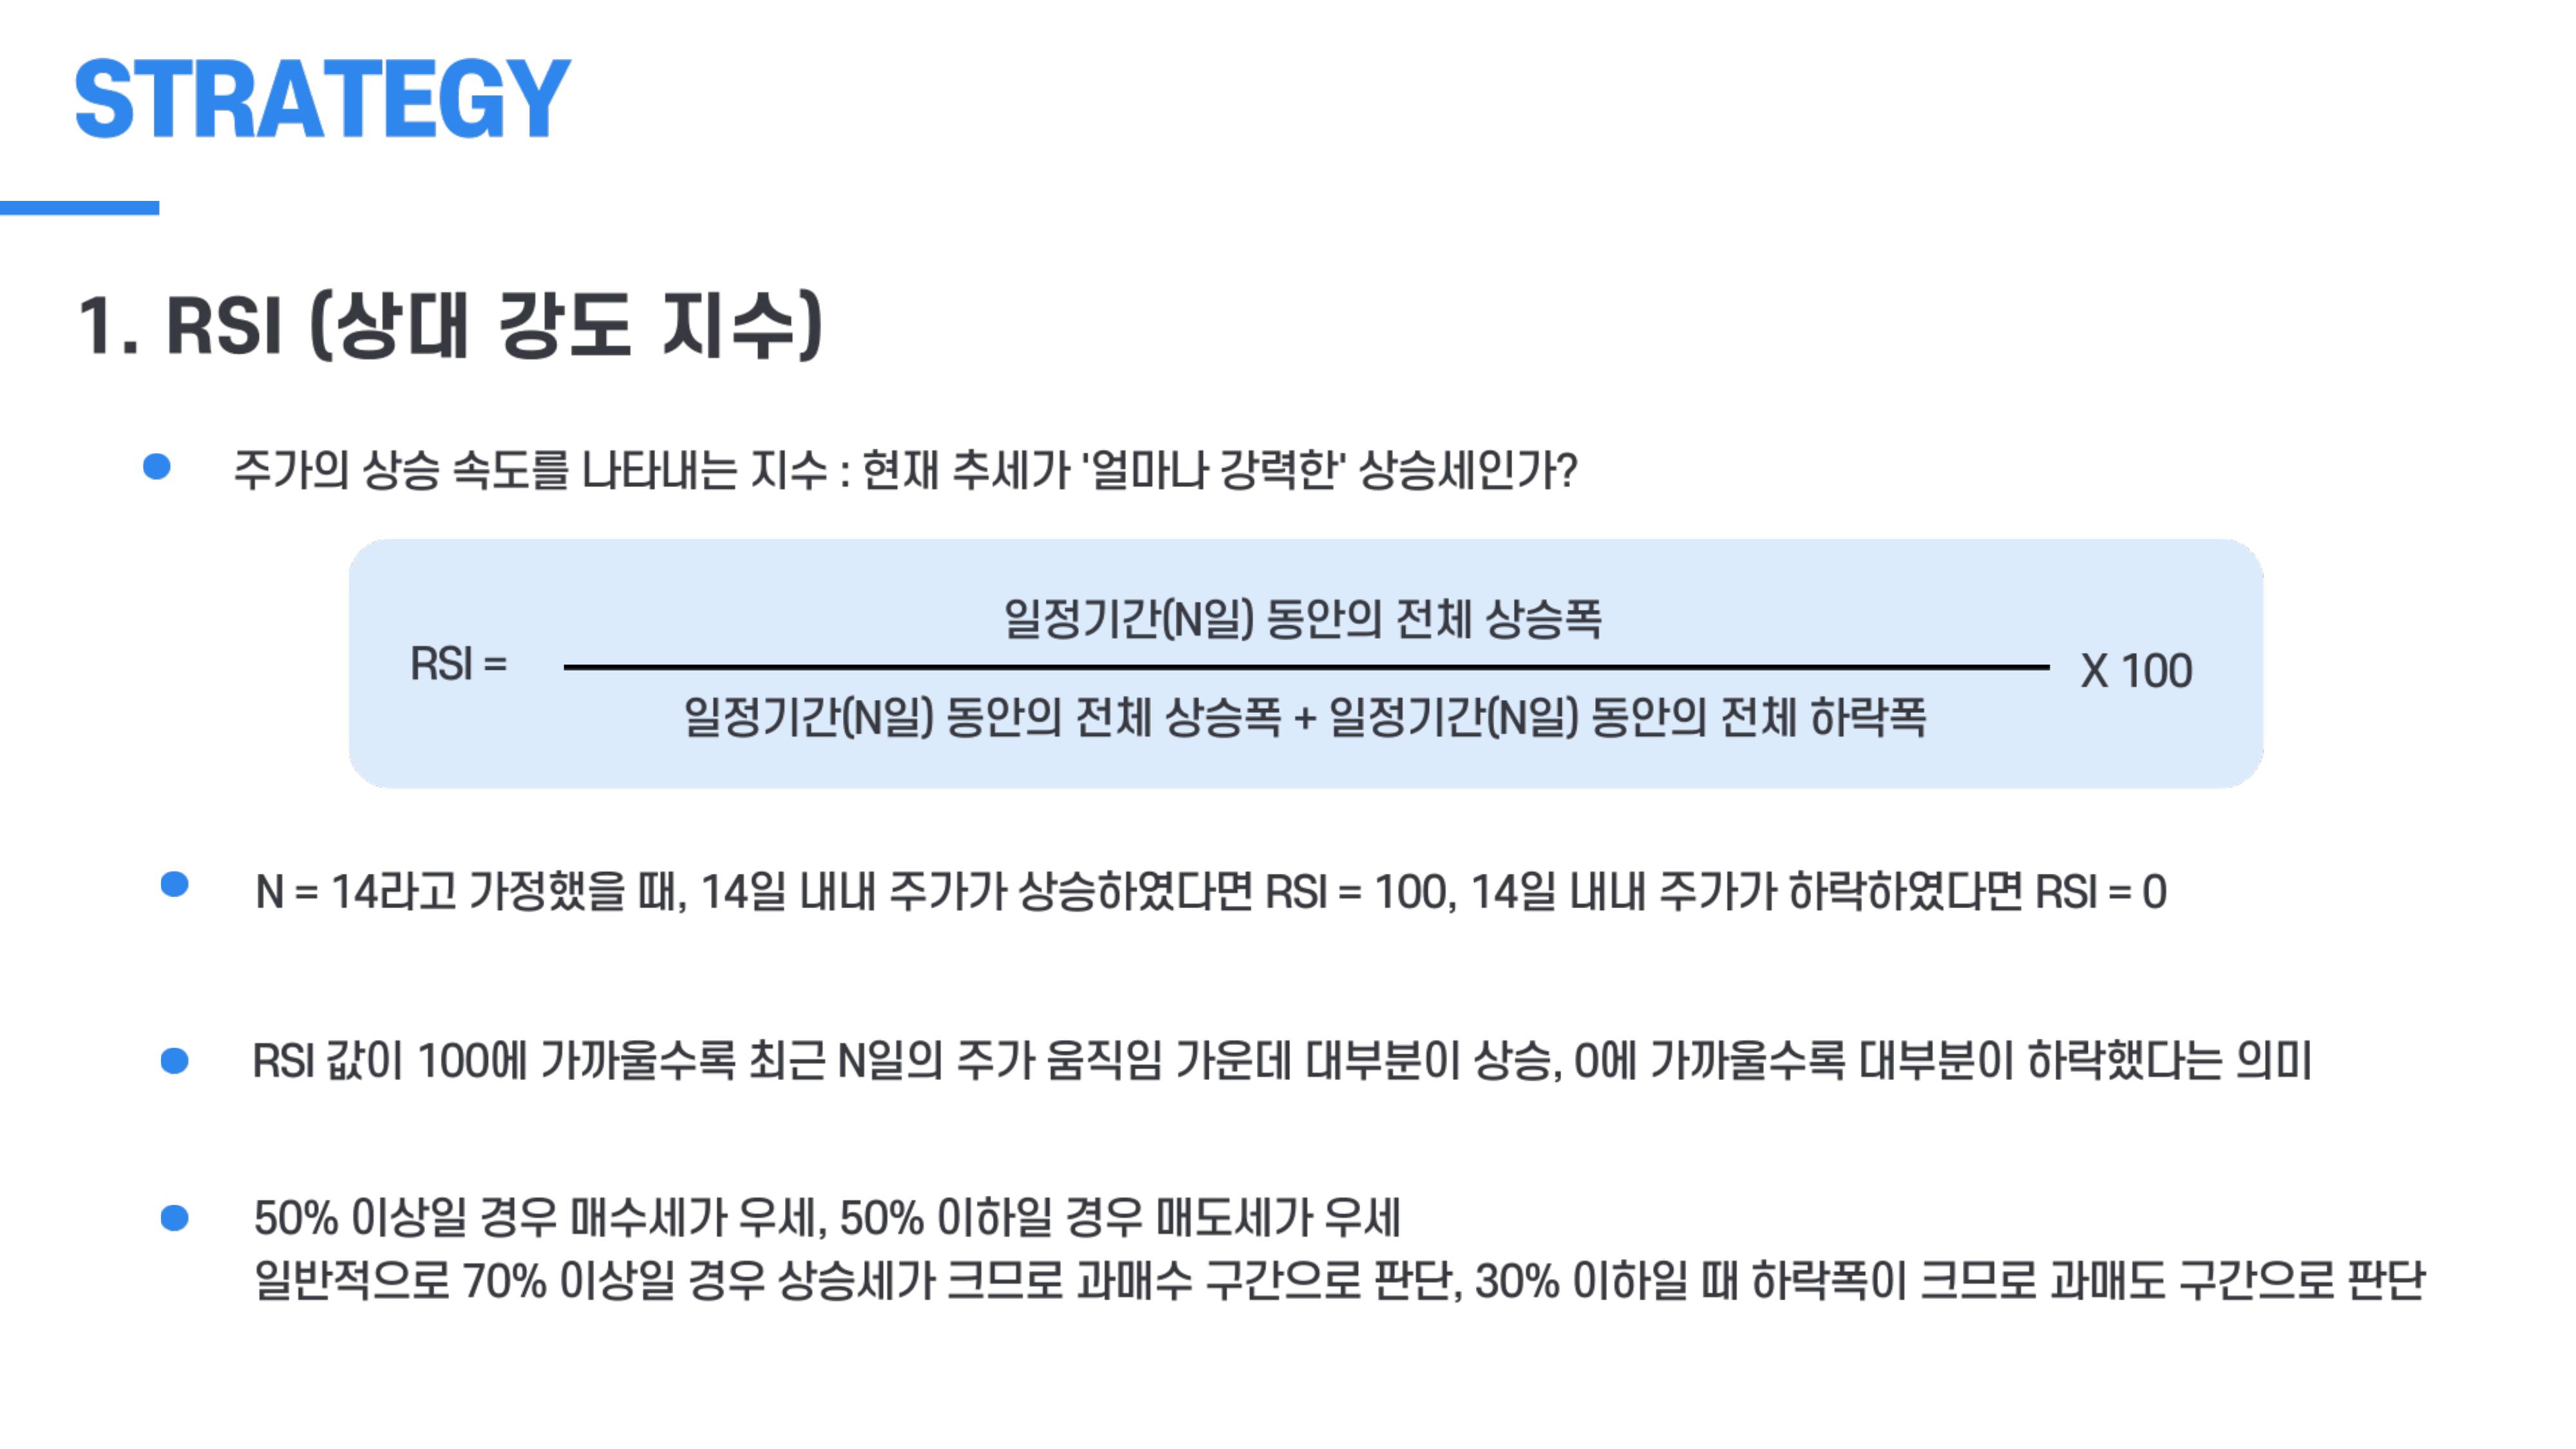 STRATEGY
1. RSI (상대 강도 지수)
주가의 상승 속도를 나타내는 지수 : 현재 추세가 '얼마나 강력한' 상승세인가?
일정기간(N일) 동안의 전체 상승폭
RSI =
X 100
일정기간(N일) 동안의 전체 상승폭 + 일정기간(N일) 동안의 전체 하락폭
N = 14라고 가정했을 때, 14일 내내 주가가 상승하였다면 RSI = 100, 14일 내내 주가가 하락하였다면 RSI = 0
RSI 값이 100에 가까울수록 최근 N일의 주가 움직임 가운데 대부분이 상승, 0에 가까울수록 대부분이 하락했다는 의미
50% 이상일 경우 매수세가 우세, 50% 이하일 경우 매도세가 우세
일반적으로 70% 이상일 경우 상승세가 크므로 과매수 구간으로 판단, 30% 이하일 때 하락폭이 크므로 과매도 구간으로 판단